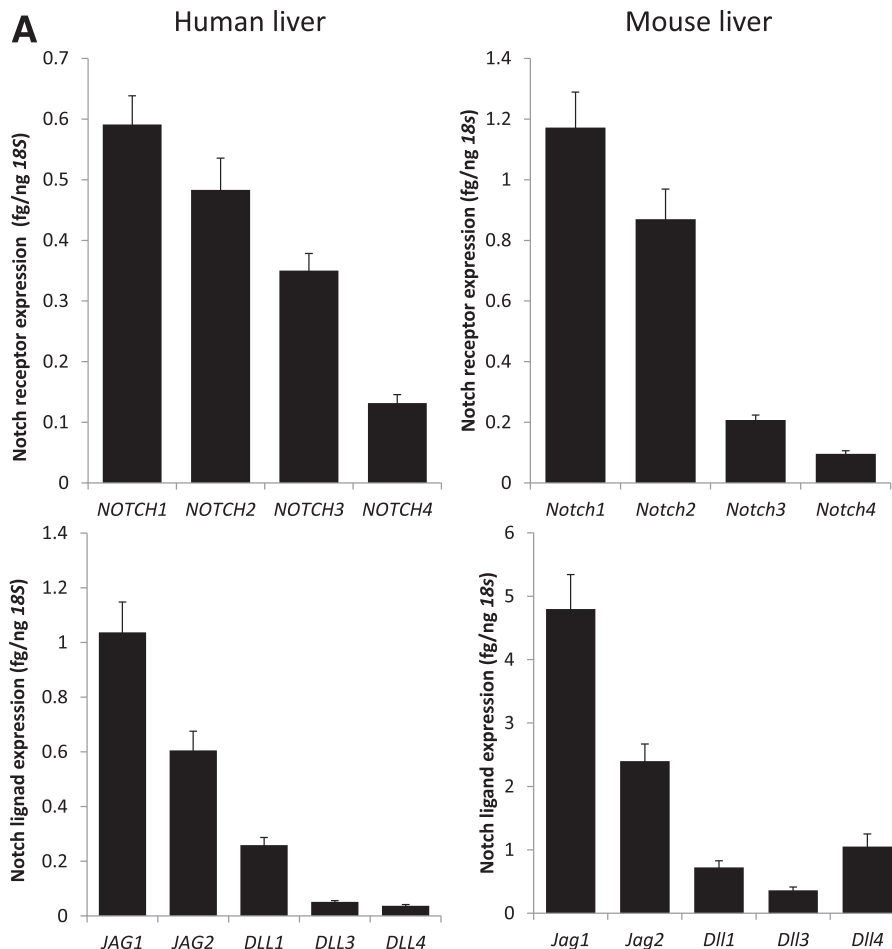 A
Human liver
Mouse liver
Notch receptor expression (fg/ng 18S)
0.7
0.6
0.5
0.4
0.3
0.2
0.1
0
NOTCH1 NOTCH2 NOTCH3 NOTCH4
Notch receptor expression (fg/ng 18s)
1.4
1.2
1
0.8
0.6
0.4
0.2
0
Notch1 Notch2 Notch3 Notch4
Notch lignad expression (fg/ng 18S)
1.4
1.2
1
0.8
0.6
0.4
0.2
0
JAG1 JAG2 DLL1 DLL3 DLL4
Notch ligand expression (fg/ng 18s)
6
5
4
3
2
1
0
Jag1 Jag2 Dll1 Dll3 Dll4